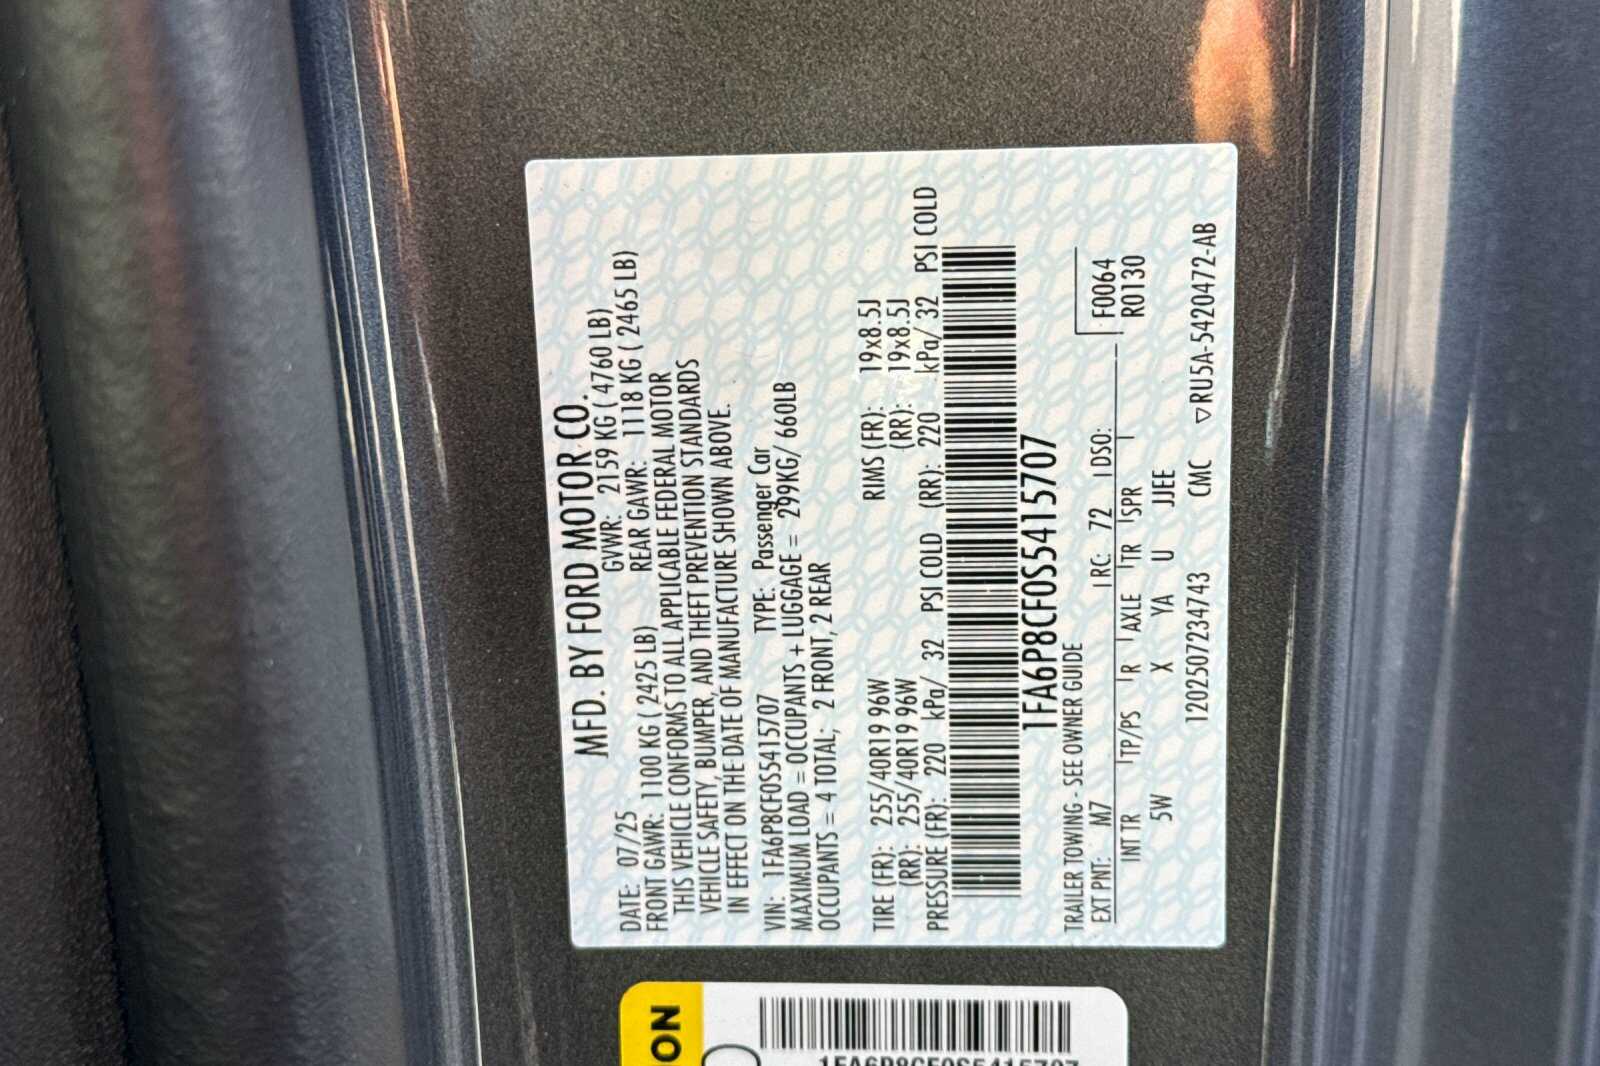 MFD. BY FORD MOTOR CO.
DATE: 07/25 GVWR: 2159 KG ( 4760 LB)
FRONT GAWR: 1100 KG ( 2425 LB) REAR GAWR: 1118 KG ( 2465 LB)
THIS VEHICLE CONFORMS TO ALL APPLICABLE FEDERAL MOTOR
VEHICLE SAFETY, BUMPER, AND THEFT PREVENTION STANDARDS
IN EFFECT ON THE DATE OF MANUFACTURE SHOWN ABOVE.
VIN: 1FA6P8CF0S5415707 TYPE: Passenger Car
MAXIMUM LOAD = OCCUPANTS + LUGGAGE = 299KG/ 660LB
OCCUPANTS = 4 TOTAL; 2 FRONT, 2 REAR
TIRE (FR): 255/40R19 96W RIMS (FR): 19x8.5J
(RR): 255/40R19 96W (RR): 19x8.5J
PRESSURE (FR): 220 kPa/ 32 PSI COLD (RR): 220 kPa/ 32 PSI COLD
1FA6P8CF0S5415707
TRAILER TOWING - SEE OWNER GUIDE
EXT PNT: M7 RC: 72 DSO: F0064
R0130
INT TR TP/PS R AXLE TR SPR
5W X YA U JJEE
120250723474​3 CMC ▽RU5A-5420472-AB
ON
1FA6P8CF0S5415707